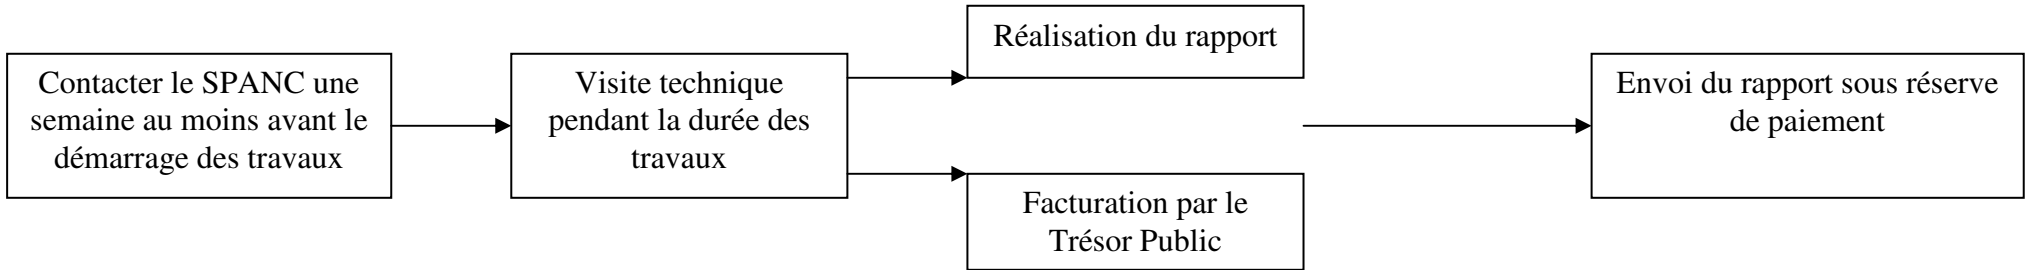 Contacter le SPANC une
semaine au moins avant le
démarrage des travaux
Visite technique
pendant la durée des
travaux
Réalisation du rapport
Facturation par le
Trésor Public
Envoi du rapport sous réserve
de paiement